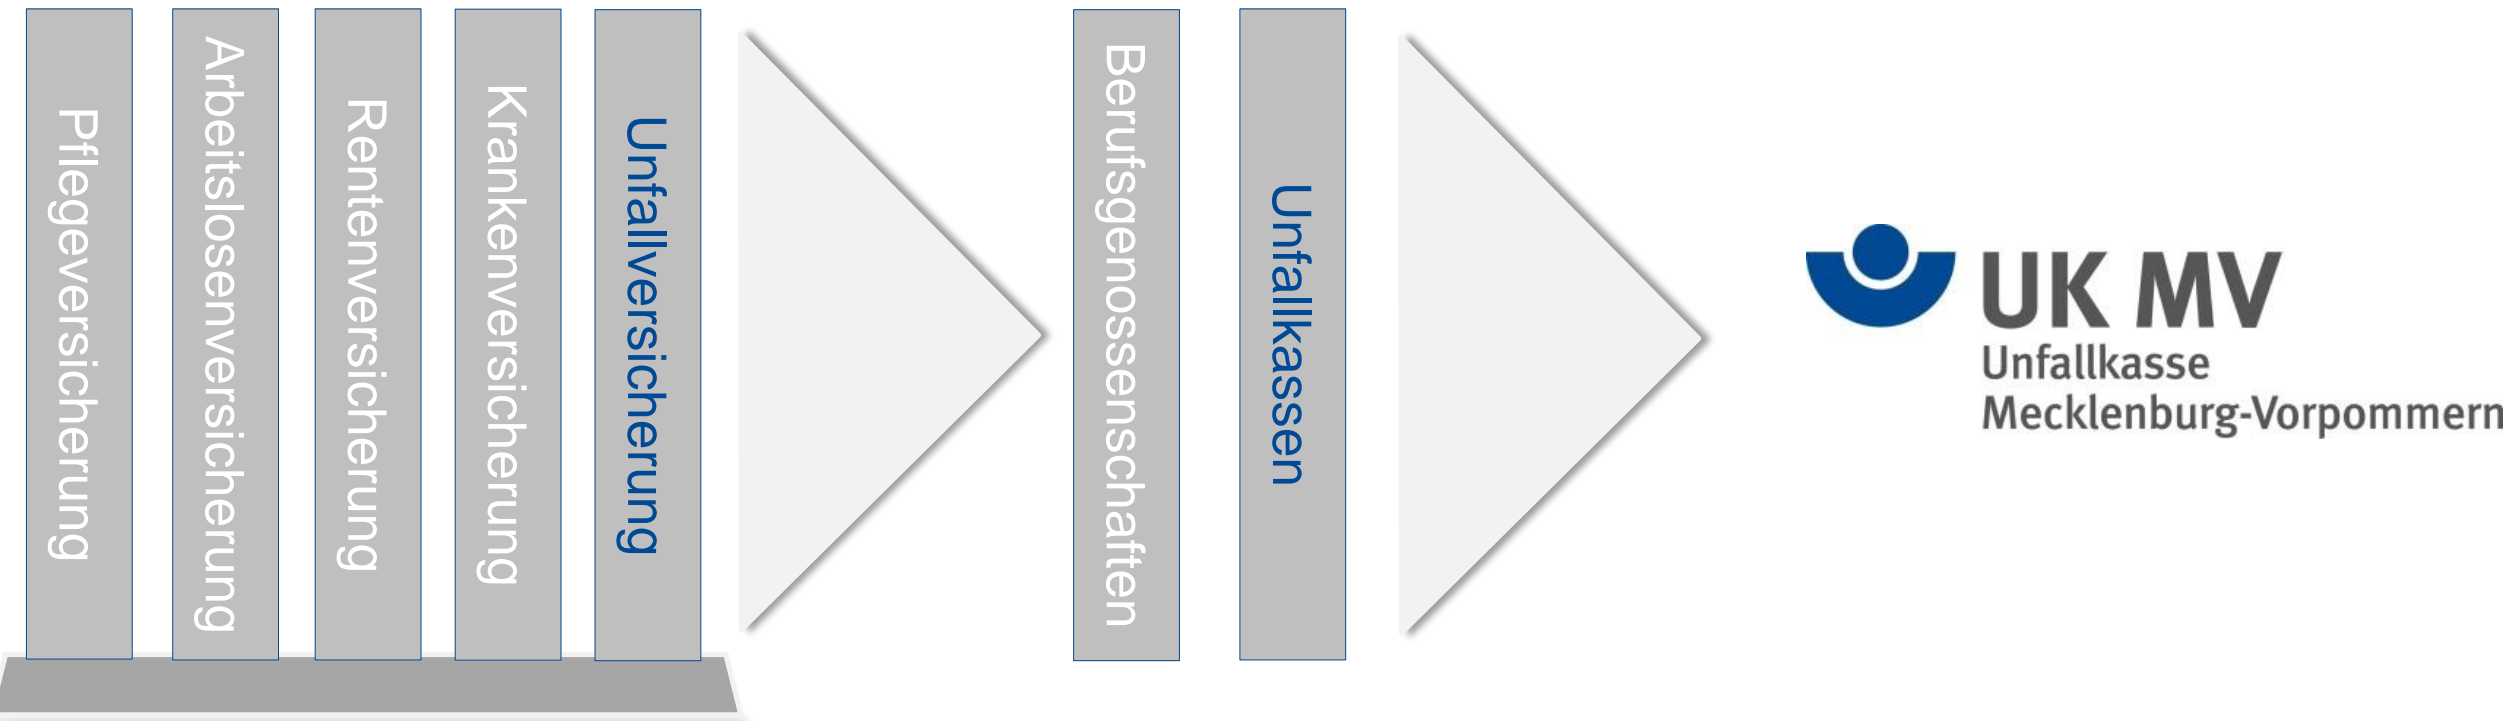 Pflegeversicherung
Arbeitslosenversicherung
Rentenversicherung
Krankenversicherung
Unfallversicherung
Berufsgenossenschaften
Unfallkassen
UK MV
Unfallkasse
Mecklenburg-Vorpommern